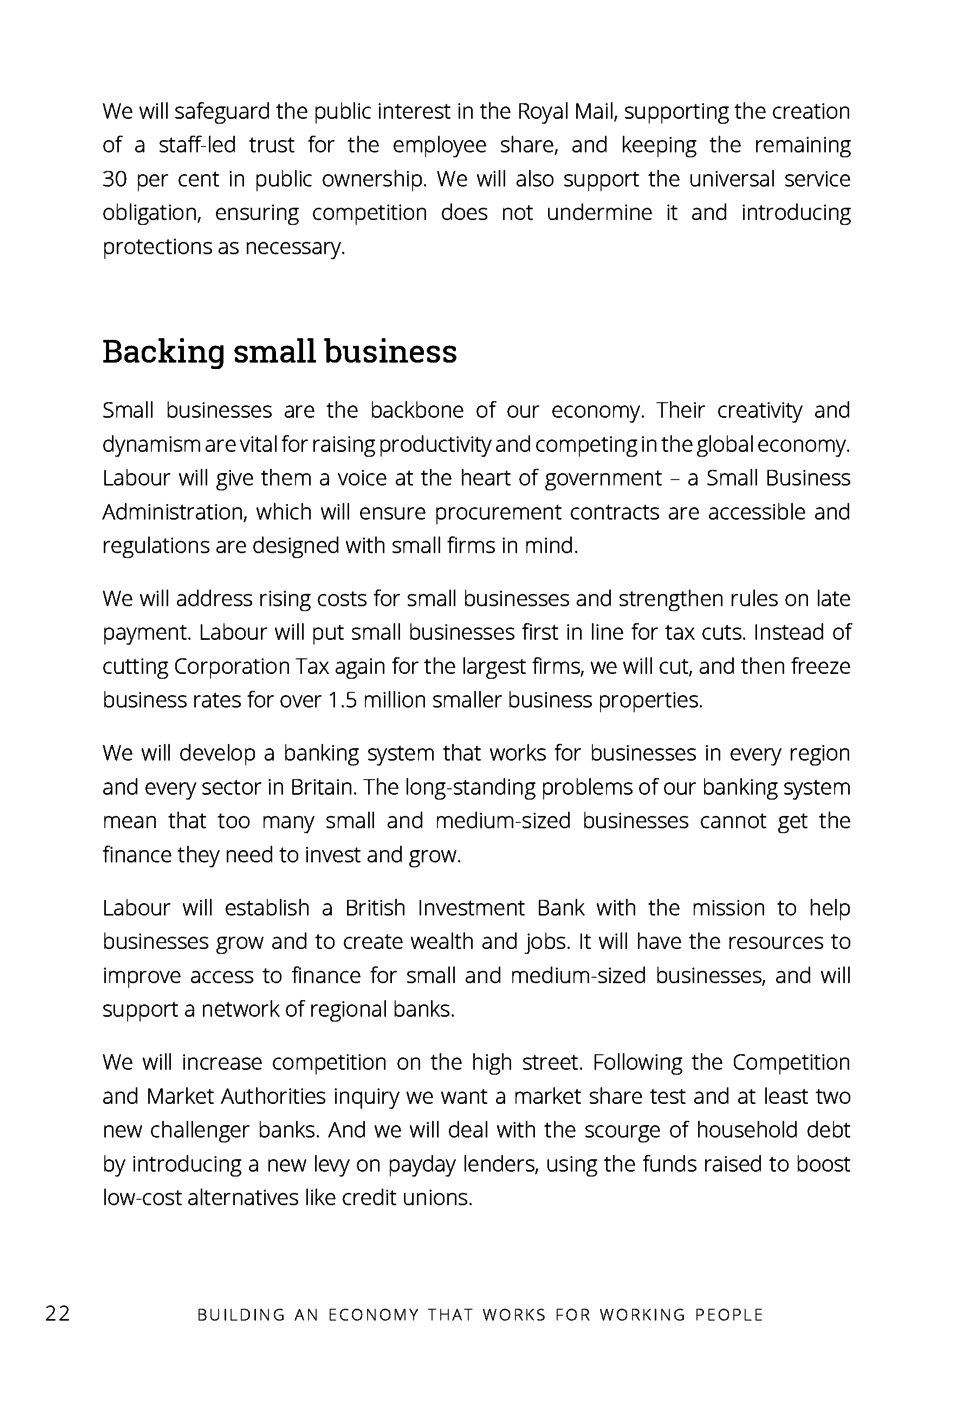 We will safeguard the public interest in the Royal Mail, supporting the creation
of a staff-led trust for the employee share, and keeping the remaining
30 per cent in public ownership. We will also support the universal service
obligation, ensuring competition does not undermine it and introducing
protections as necessary.
Backing small business
Small businesses are the backbone of our economy. Their creativity and
dynamism are vital for raising productivity and competing in the global economy.
Labour will give them a voice at the heart of government – a Small Business
Administration, which will ensure procurement contracts are accessible and
regulations are designed with small firms in mind.
We will address rising costs for small businesses and strengthen rules on late
payment. Labour will put small businesses first in line for tax cuts. Instead of
cutting Corporation Tax again for the largest firms, we will cut, and then freeze
business rates for over 1.5 million smaller business properties.
We will develop a banking system that works for businesses in every region
and every sector in Britain. The long-standing problems of our banking system
mean that too many small and medium-sized businesses cannot get the
finance they need to invest and grow.
Labour will establish a British Investment Bank with the mission to help
businesses grow and to create wealth and jobs. It will have the resources to
improve access to finance for small and medium-sized businesses, and will
support a network of regional banks.
We will increase competition on the high street. Following the Competition
and Market Authorities inquiry we want a market share test and at least two
new challenger banks. And we will deal with the scourge of household debt
by introducing a new levy on payday lenders, using the funds raised to boost
low-cost alternatives like credit unions.
22 BUILDING AN ECONOMY THAT WORKS FOR WORKING PEOPLE